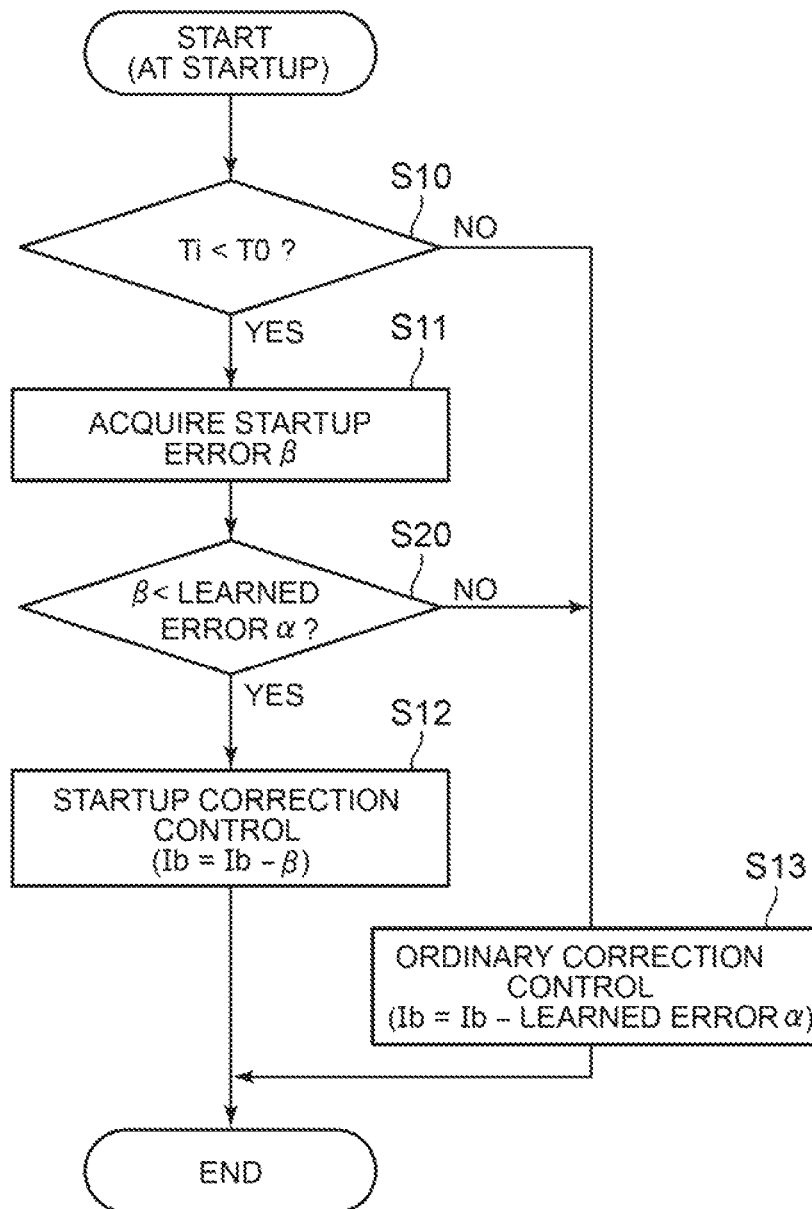 START
(AT STARTUP)
S10
Ti < T0 ?
NO
YES
S11
ACQUIRE STARTUP
ERROR β
S20
β < LEARNED
ERROR α ?
NO
YES
S12
STARTUP CORRECTION
CONTROL
(Ib = Ib – β)
S13
ORDINARY CORRECTION
CONTROL
(Ib = Ib – LEARNED ERROR α)
END